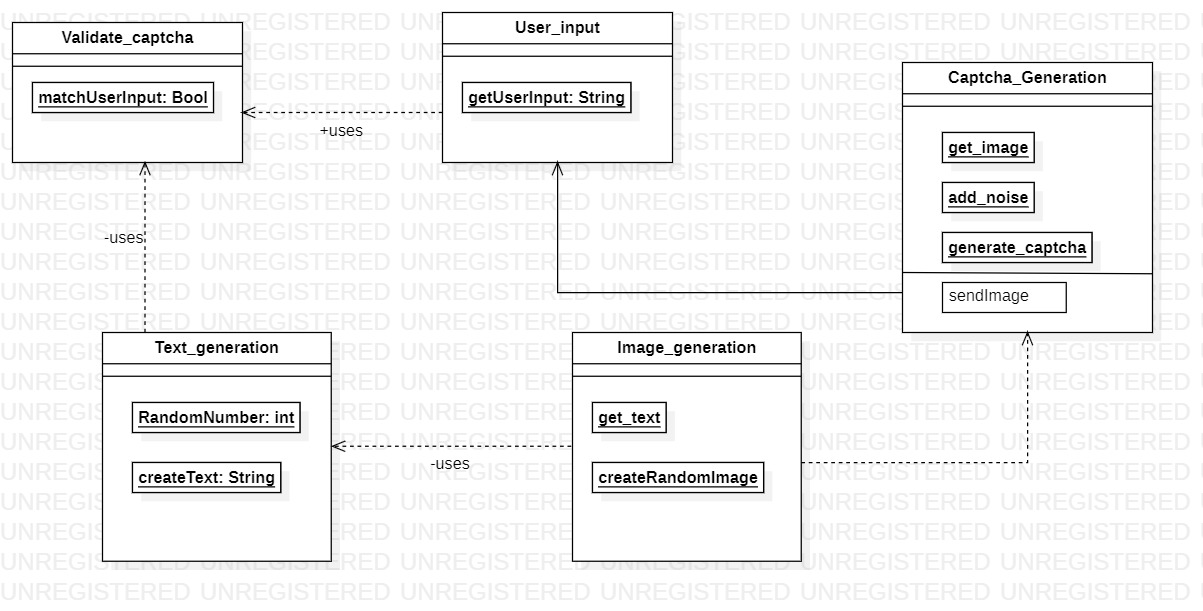 Validate_captcha
matchUserInput: Bool
User_input
getUserInput: String
Captcha_Generation
get_image
add_noise
generate_captcha
sendImage
+uses
-uses
Text_generation
RandomNumber: int
createText: String
Image_generation
get_text
createRandomImage
-uses
UNREGISTERED